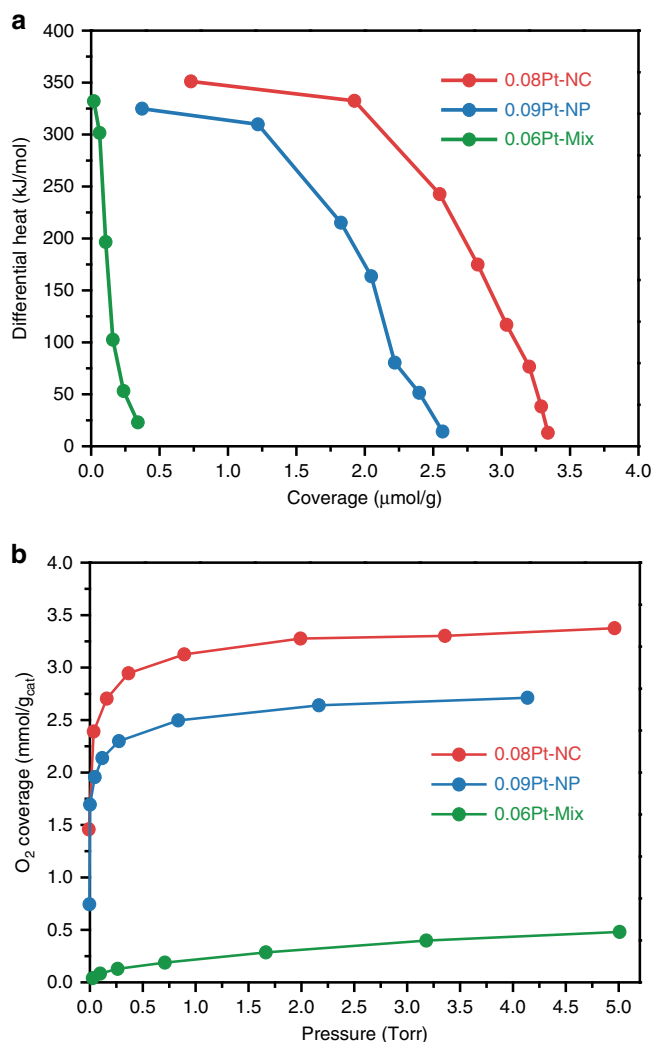 a
400
350
300
250
200
150
100
50
0
Differential heat (kJ/mol)
0.08Pt-NC
0.09Pt-NP
0.06Pt-Mix
0.0 0.5 1.0 1.5 2.0 2.5 3.0 3.5 4.0
Coverage (μmol/g)
b
4.0
3.5
3.0
2.5
2.0
1.5
1.0
0.5
0.0
O₂ coverage (mmol/g_cat)
0.08Pt-NC
0.09Pt-NP
0.06Pt-Mix
0.0 0.5 1.0 1.5 2.0 2.5 3.0 3.5 4.0 4.5 5.0
Pressure (Torr)